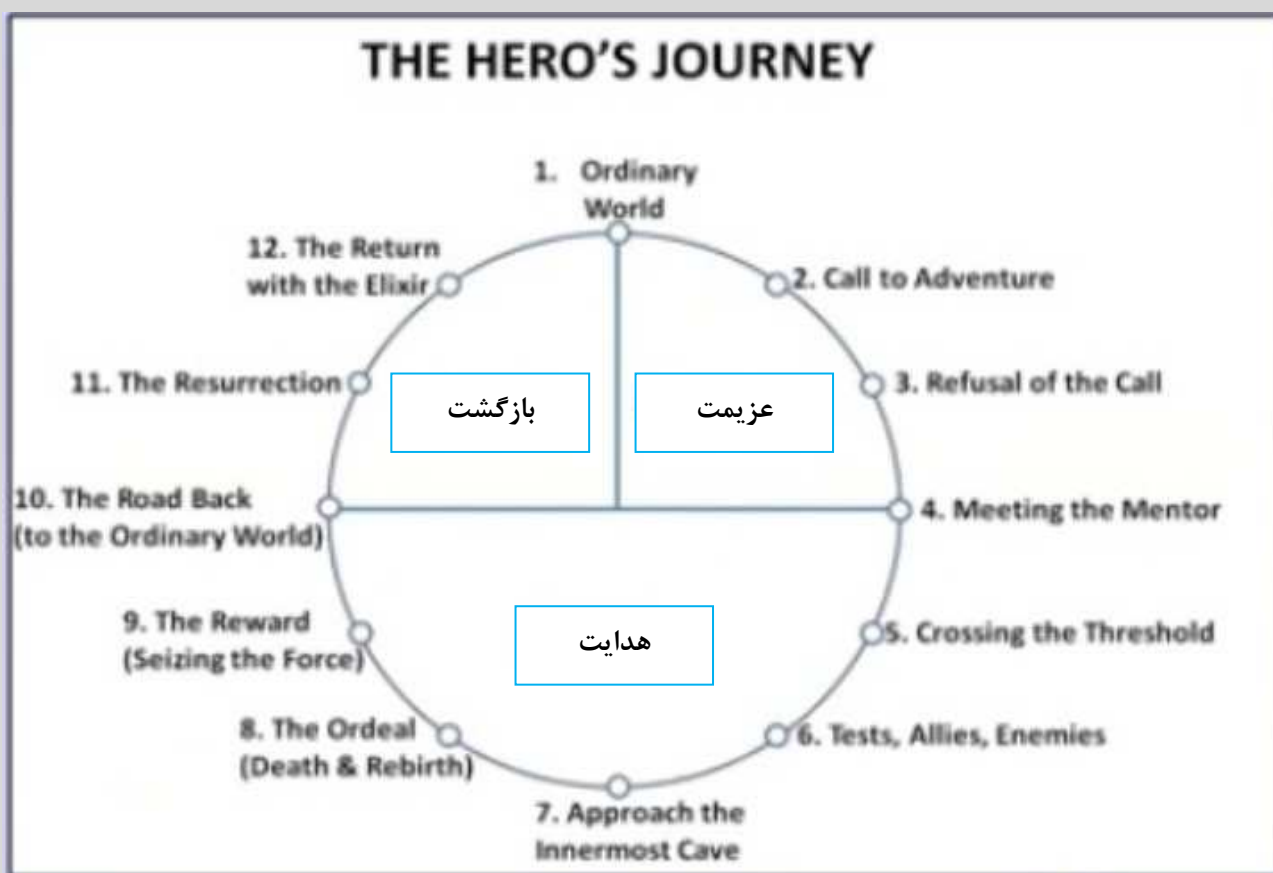 THE HERO'S JOURNEY
1. Ordinary
World
2. Call to Adventure
3. Refusal of the Call
4. Meeting the Mentor
5. Crossing the Threshold
6. Tests, Allies, Enemies
7. Approach the
Innermost Cave
8. The Ordeal
(Death & Rebirth)
9. The Reward
(Seizing the Force)
10. The Road Back
(to the Ordinary World)
11. The Resurrection
12. The Return
with the Elixir
عزیمت
هدایت
بازگشت